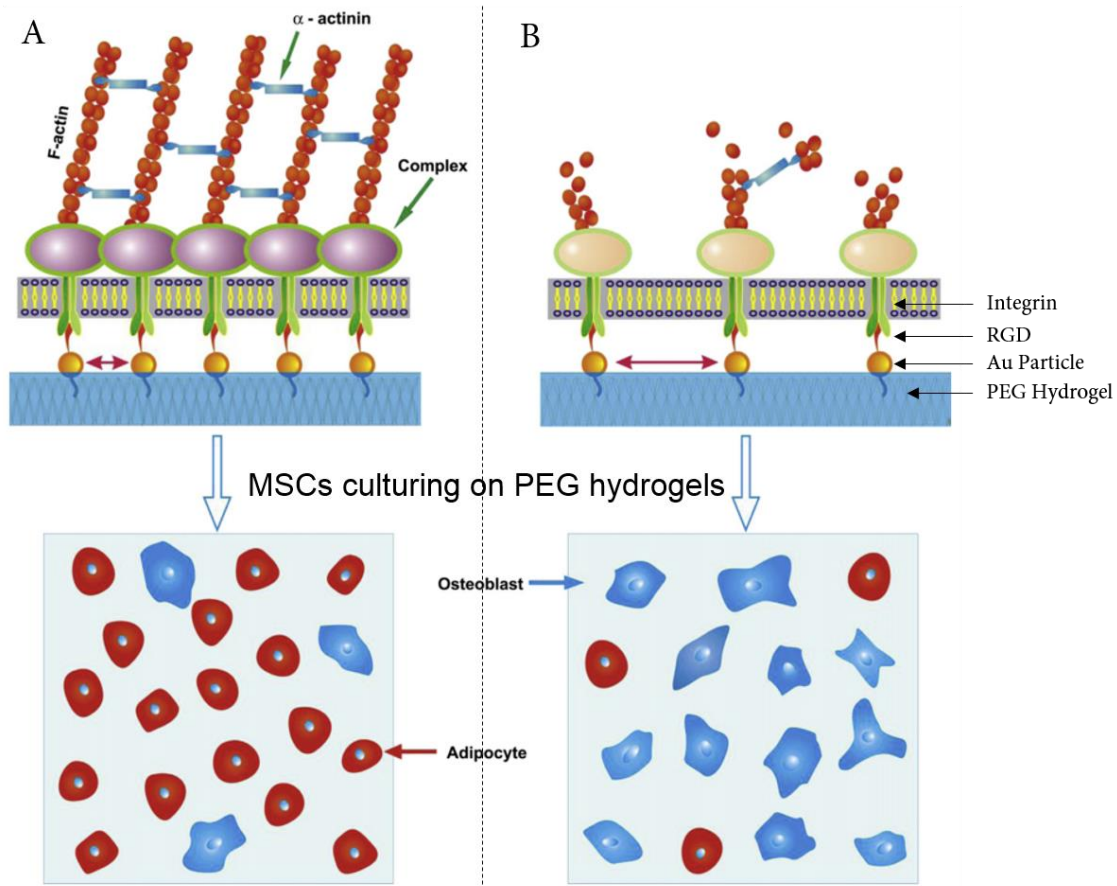 A
B
α - actinin
F-actin
Complex
Integrin
RGD
Au Particle
PEG Hydrogel
MSCs culturing on PEG hydrogels
Osteoblast
Adipocyte